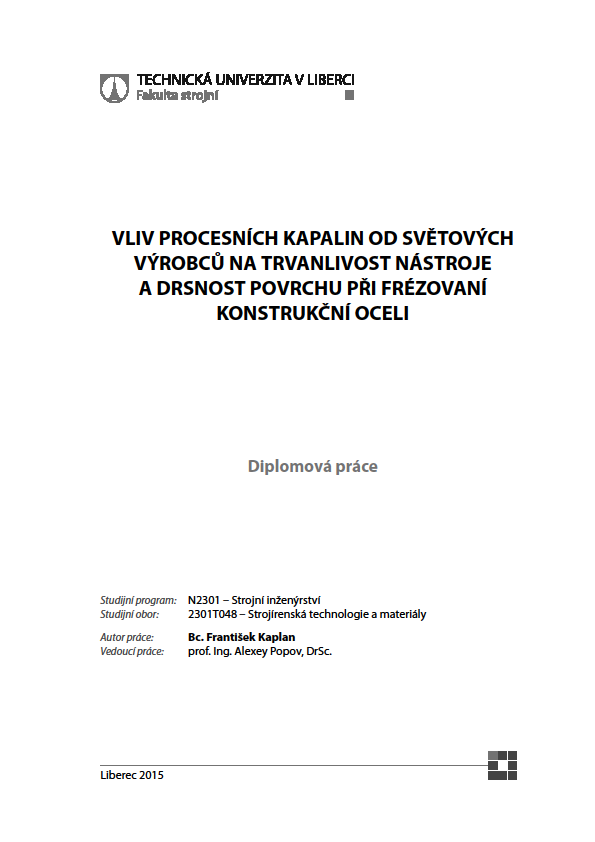 TECHNICKÁ UNIVERZITA V LIBERCI
Fakulta strojní
VLIV PROCESNÍCH KAPALIN OD SVĚTOVÝCH
VÝROBCŮ NA TRVANLIVOST NÁSTROJE
A DRSNOST POVRCHU PŘI FRÉZOVANÍ
KONSTRUKČNÍ OCELI
Diplomová práce
Studijní program: N2301 – Strojní inženýrství
Studijní obor: 2301T048 – Strojírenská technologie a materiály
Autor práce: Bc. František Kaplan
Vedoucí práce: prof. Ing. Alexey Popov, DrSc.
Liberec 2015